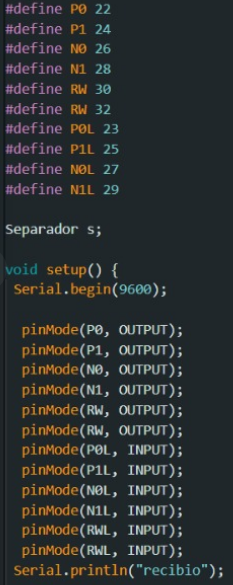 #define P0 22
#define P1 24
#define N0 26
#define N1 28
#define RW 30
#define RW 32
#define P0L 23
#define P1L 25
#define N0L 27
#define N1L 29
Separador s;
void setup() {
Serial.begin(9600);
pinMode(P0, OUTPUT);
pinMode(P1, OUTPUT);
pinMode(N0, OUTPUT);
pinMode(N1, OUTPUT);
pinMode(RW, OUTPUT);
pinMode(RW, OUTPUT);
pinMode(P0L, INPUT);
pinMode(P1L, INPUT);
pinMode(N0L, INPUT);
pinMode(N1L, INPUT);
pinMode(RWL, INPUT);
pinMode(RWL, INPUT);
Serial.println("recibio");